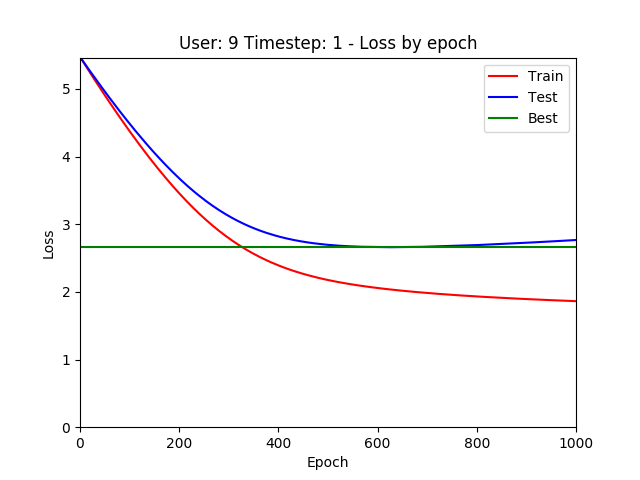 User: 9 Timestep: 1 - Loss by epoch
Train
Test
Best
Loss
5
4
3
2
1
0
0 200 400 600 800 1000
Epoch